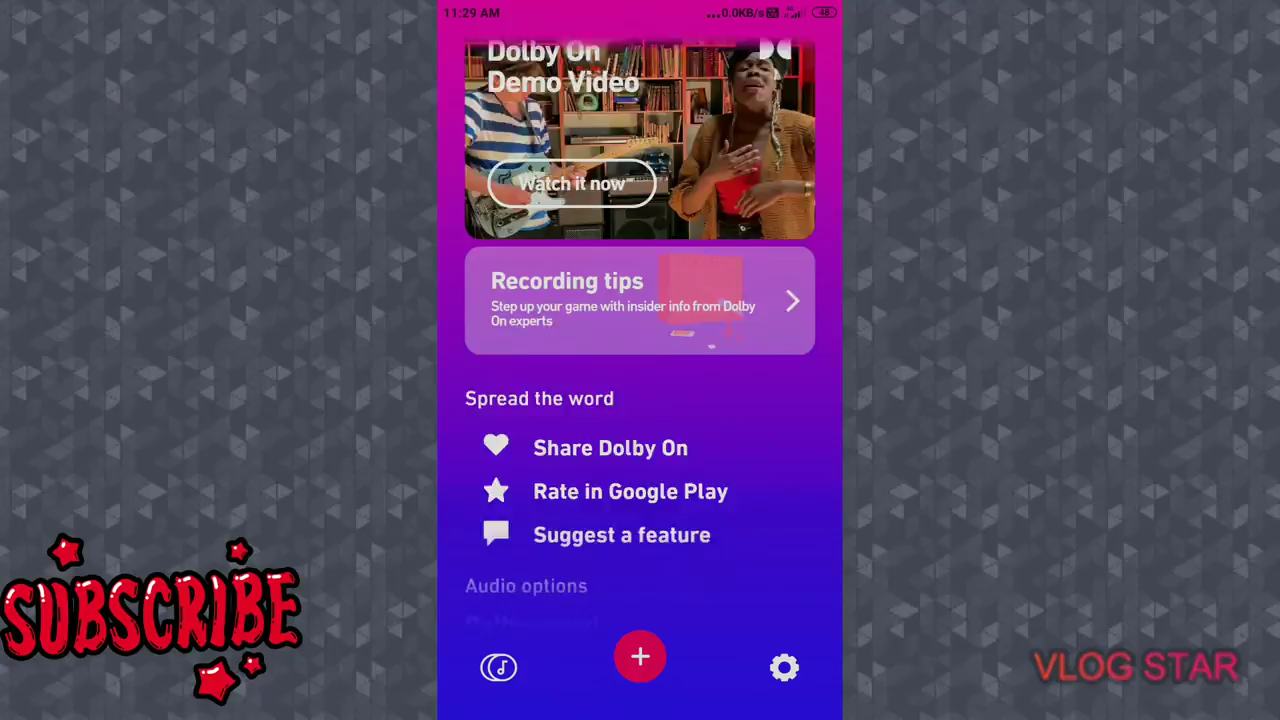 11:29 AM
...0.0KB/s
48
Dolby On
Demo Video
Watch it now
Recording tips
Step up your game with insider info from Dolby
On experts
Spread the word
Share Dolby On
Rate in Google Play
Suggest a feature
Audio options
SUBSCRIBE
VLOG STAR